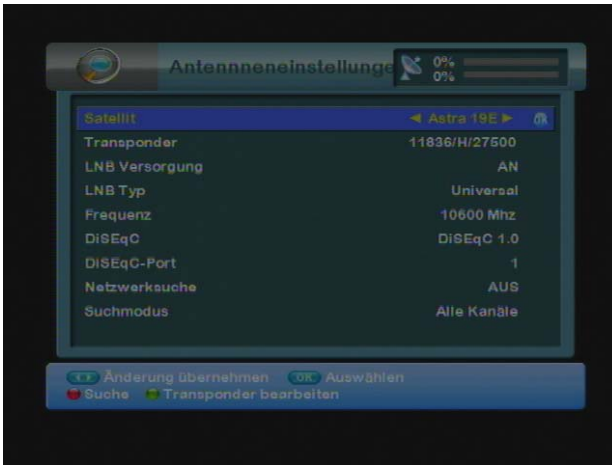 Antennneneinstellunge
0%
0%
Satellit Astra 19E OK
Transponder 11836/H/27500
LNB Versorgung AN
LNB Typ Universal
Frequenz 10600 Mhz
DiSEqC DiSEqC 1.0
DiSEqC-Port 1
Netzwerksuche AUS
Suchmodus Alle Kanäle
Änderung übernehmen OK Auswählen
Suche Transponder bearbeiten